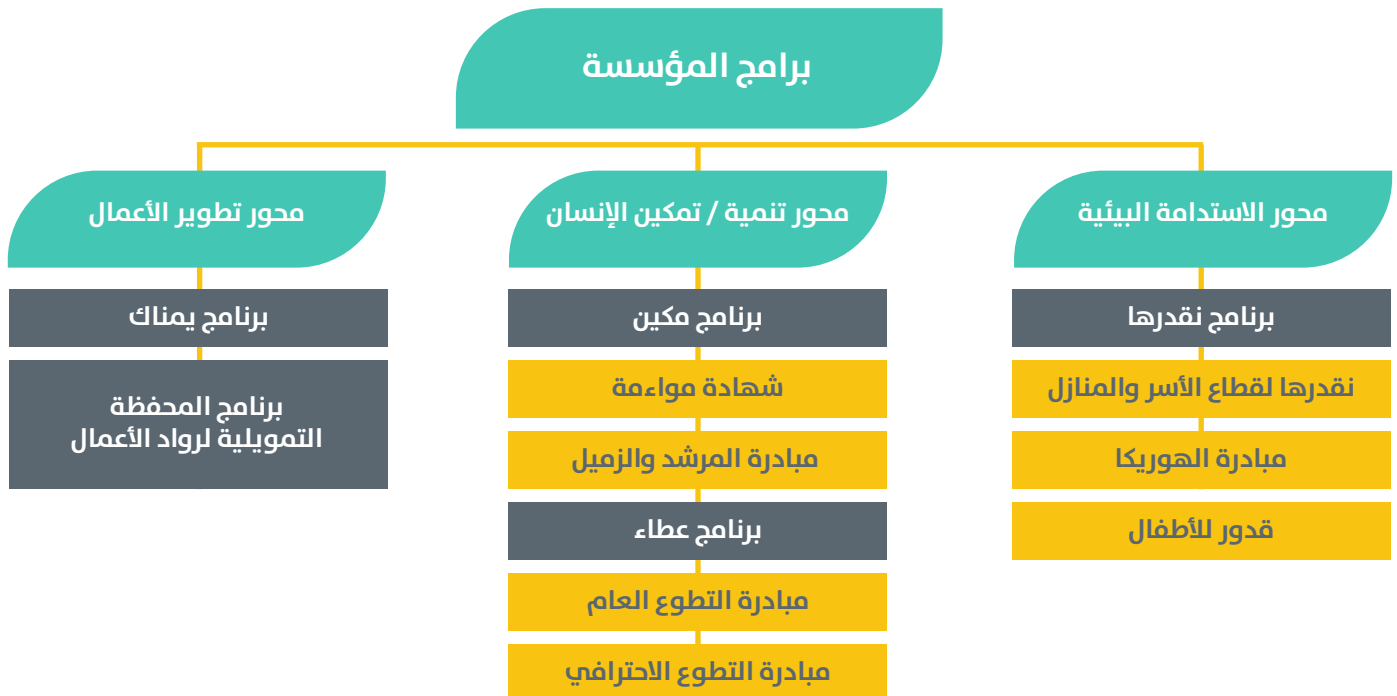 برامج المؤسسة
محور الاستدامة البيئية
برنامج نقدرها
نقدرها لقطاع الأسر والمنازل
مبادرة الهوريكا
قدور للأطفال
محور تنمية / تمكين الإنسان
برنامج مكين
شهادة مواءمة
مبادرة المرشد والزميل
برنامج عطاء
مبادرة التطوع العام
مبادرة التطوع الاحترافي
محور تطوير الأعمال
برنامج يمناك
برنامج المحفظة
التمويلية لرواد الأعمال